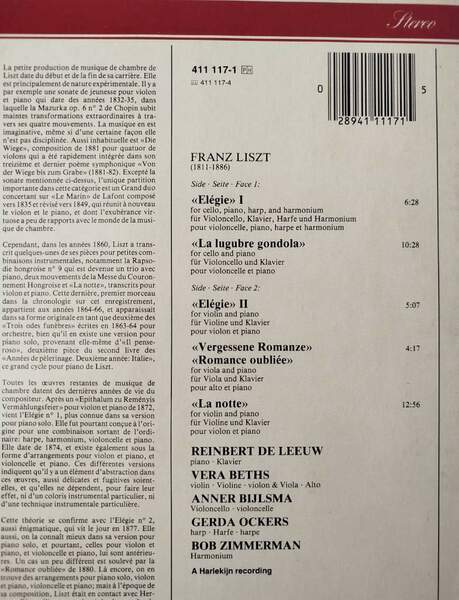 Stereo
La petite production de musique de chambre de
Liszt date du début et de la fin de sa carrière. Elle
est principalement de nature expérimentale. Il y a
par exemple une sonate de jeunesse pour violon
et piano qui date des années 1832-35, dans
laquelle la Mazurka op. 6 nº 2 de Chopin subit
maintes transformations extraordinaires à tra-
vers ses quatre mouvements. La musique en est
imaginative, même si d'une certaine façon elle
n'est pas disciplinée. Aussi inhabituelle est «Die
Wiege», composition de 1881 pour quatuor de
violons qui a été rapidement intégrée dans son
treizième et dernier poème symphonique «Von
der Wiege bis zum Grabe» (1881-82). Excepté la
sonate mentionnée ci-dessus, l'unique partition
importante dans cette catégorie est un Grand duo
concertant sur «Le Marin» de Lafont composé
vers 1835 et révisé vers 1849, qui réunit à nouveau
le violon et le piano, et dont l'exubérance virtuo-
se a peu de rapports avec le monde de la musi-
que de chambre.
Cependant, dans les années 1860, Liszt a trans-
crit quelques-unes de ses pièces pour petites com-
binaisons instrumentales, notamment la Rapso-
die hongroise nº 9 qui est devenue un trio avec
piano, deux mouvements de la Messe du Couron-
nement Hongroise et «La notte», transcrits pour
violon et piano. Cette dernière, premier morceau
dans la chronologie sur cet enregistrement,
appartient aux années 1864-66, et apparaissait
dans sa forme originale en tant que deuxième des
«Trois odes funèbres» écrites en 1863-64 pour
orchestre, bien qu'il en existe une version pour
piano solo, provenant elle-même d'«Il pense-
roso», deuxième pièce du second livre des
«Années de pèlerinage. Deuxième année: Italie»,
ce grand cycle pour piano de Liszt.
Toutes les œuvres restantes de musique de
chambre datent des dernières années de vie du
compositeur. Après un «Epithalam zu Reményis
Vermählungsfeier» pour violon et piano de 1872,
vient l'Elégie nº 1, plus connue dans sa version
pour piano solo. Elle fut pourtant conçue à l'ori-
gine pour une combinaison sortant de l'ordi-
naire: harpe, harmonium, violoncelle et piano.
Elle date de 1874, et existe également sous la
forme d'arrangements pour violon et piano, et
violoncelle et piano. Ces différentes versions
indiquent qu'il y a un élément d'abstraction dans
ces œuvres, aussi délicates et fugitives soient-
elles, et qu'elles ne dépendent, pour faire leur
effet, ni d'un coloris instrumental particulier, ni
d'une technique instrumentale particulière.
Cette théorie se confirme avec l'Elégie nº 2,
aussi énigmatique, qui vit le jour en 1877. Elle
aussi, on la connaît mieux dans sa version pour
piano solo, et pourtant, celles pour violon et
piano, et violoncelle et piano, lui sont antérieu-
res. Un cas un peu différent est soulevé par la
«Romance oubliée» de 1880. Là encore, on en
trouve des arrangements pour piano solo, violon
et piano, violoncelle et piano; mais à l'époque de
sa composition, Liszt était en contact avec Her-
411 117-1 PH
411 117-4
0
28941 11171
5
FRANZ LISZT
(1811-1886)
Side · Seite · Face 1:
«Elégie» I 6:28
for cello, piano, harp, and harmonium
für Violoncello, Klavier, Harfe und Harmonium
pour violoncelle, piano, harpe et harmonium
«La lugubre gondola» 10:28
for cello and piano
für Violoncello und Klavier
pour violoncelle et piano
Side · Seite · Face 2:
«Elégie» II 5:07
for violin and piano
für Violine und Klavier
pour violon et piano
«Vergessene Romanze» 4:17
«Romance oubliée»
for viola and piano
für Viola und Klavier
pour alto et piano
«La notte» 12:56
for violin and piano
für Violine und Klavier
pour violon et piano
REINBERT DE LEEUW
piano · Klavier
VERA BETHS
violin · Violine · violon & Viola · Alto
ANNER BIJLSMA
Violoncello · violoncelle
GERDA OCKERS
harp · Harfe · harpe
BOB ZIMMERMAN
Harmonium
A Harlekijn recording